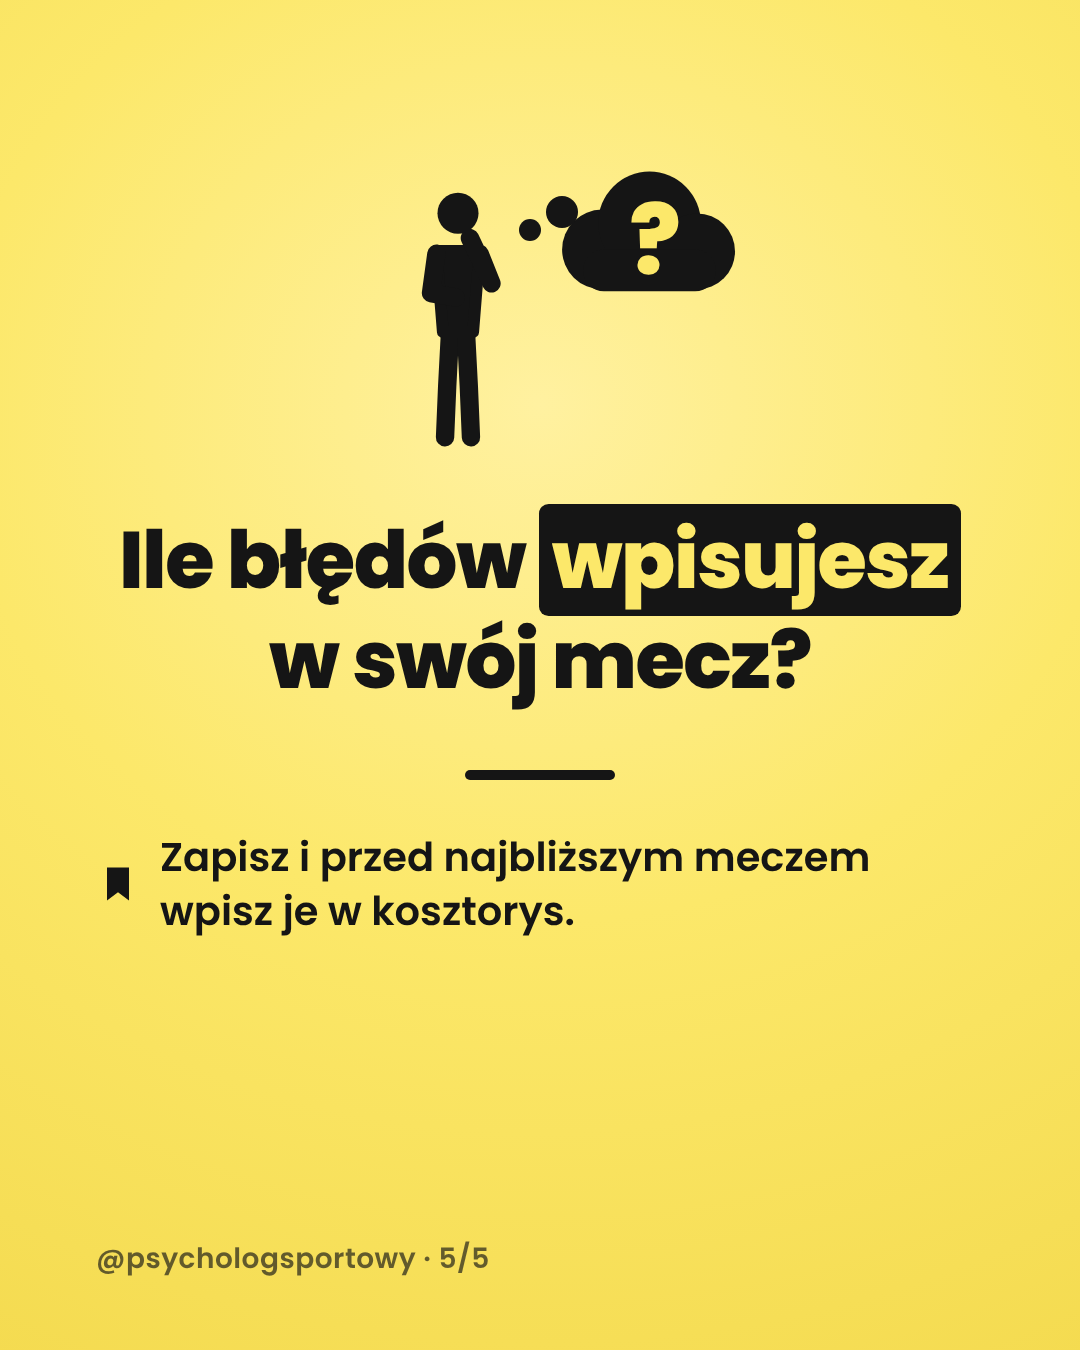 ?
Ile błędów wpisujesz
w swój mecz?
Zapisz i przed najbliższym meczem
wpisz je w kosztorys.
@psychologsportowy · 5/5